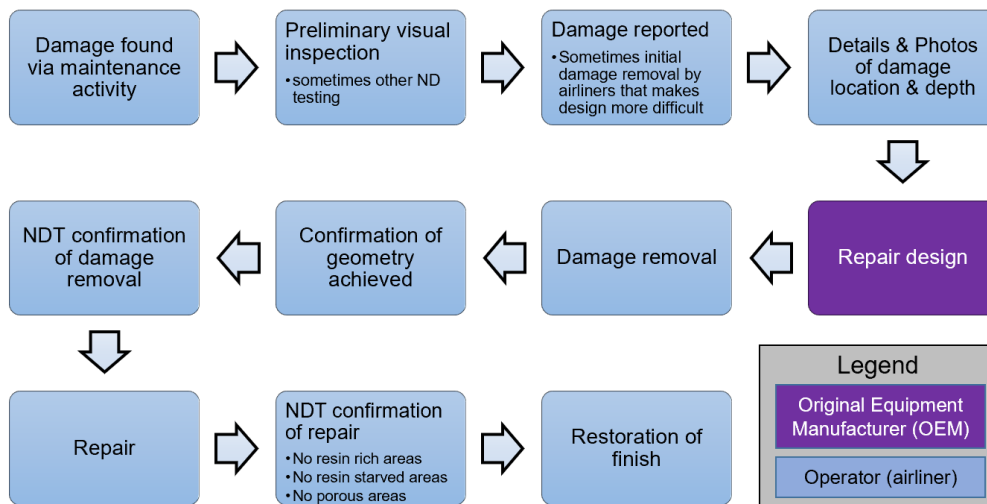 Damage found
via maintenance
activity
Preliminary visual
inspection
•sometimes other ND
testing
Damage reported
•Sometimes initial
damage removal by
airliners that makes
design more difficult
Details & Photos
of damage
location & depth
Repair design
Damage removal
Confirmation of
geometry
achieved
NDT confirmation
of damage
removal
Repair
NDT confirmation
of repair
•No resin rich areas
•No resin starved areas
•No porous areas
Restoration of
finish
Legend
Original Equipment
Manufacturer (OEM)
Operator (airliner)